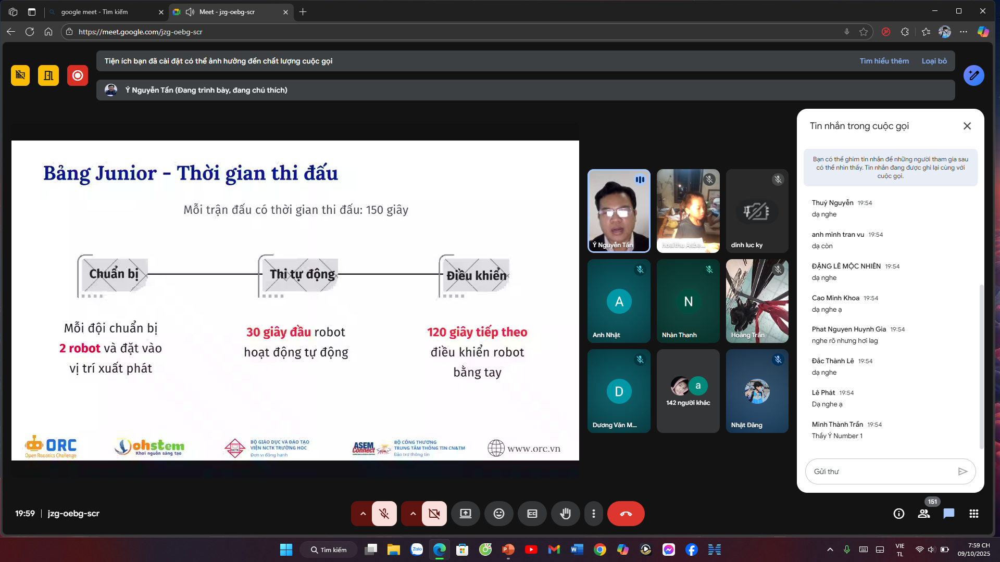 google meet - Tìm kiếm
Meet - jzg-oebg-scr
https://meet.google.com/jzg-oebg-scr
Tiện ích bạn đã cài đặt có thể ảnh hưởng đến chất lượng cuộc gọi
Tìm hiểu thêm
Loại bỏ
Ý Nguyễn Tấn (Đang trình bày, đang chú thích)
Bảng Junior - Thời gian thi đấu
Mỗi trận đấu có thời gian thi đấu: 150 giây
Chuẩn bị
Thi tự động
Điều khiển
Mỗi đội chuẩn bị
2 robot và đặt vào
vị trí xuất phát
30 giây đầu robot
hoạt động tự động
120 giây tiếp theo
điều khiển robot
bằng tay
ORC
Open Robotics Challenge
ohstem
Khơi nguồn sáng tạo
NCTK
BỘ GIÁO DỤC VÀ ĐÀO TẠO
VIỆN NCTK TRƯỜNG HỌC
Đơn vị đồng hành
ASEM
Connect
BỘ CÔNG THƯƠNG
TRUNG TÂM THÔNG TIN CN&TM
Bảo trợ thông tin
www.orc.vn
Ý Nguyễn Tấn
hoaithu Asbe...
dinh luc ky
A
Anh Nhật
N
Nhàn Thanh
Hoàng Trần
D
Dương Văn M...
a
142 người khác
Nhật Đăng
Tin nhắn trong cuộc gọi
Bạn có thể ghim tin nhắn để những người tham gia sau
có thể nhìn thấy. Tin nhắn đang được ghi lại cùng với
cuộc gọi.
Thuý Nguyễn 19:54
dạ nghe
anh minh tran vu 19:54
dạ còn
ĐẶNG LÊ MỘC NHIÊN 19:54
dạ nghe
Cao Minh Khoa 19:54
dạ nghe ạ
Phat Nguyen Huynh Gia 19:54
nghe rõ nhưng hơi lag
Đắc Thành Lê 19:54
dạ nghe
Lê Phát 19:54
Dạ nghe ạ
Minh Thành Trần 19:54
Thầy Ý Number 1
Gửi thư
19:59 | jzg-oebg-scr
151
Tìm kiếm
Zalo
VIE
TL
7:59 CH
09/10/2025